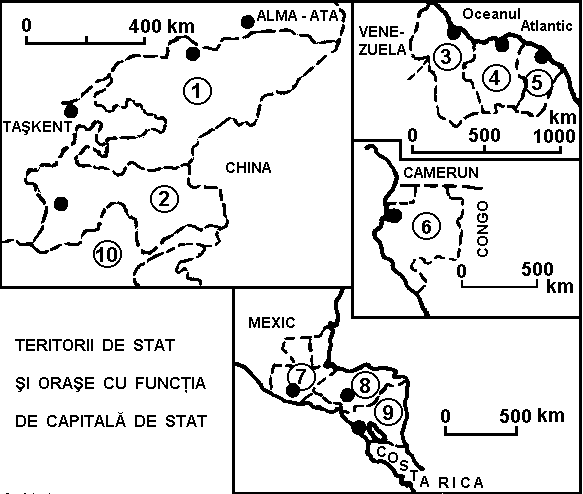 0 400 km
ALMA - ATA
1
TAŞKENT
CHINA
2
10
Oceanul
Atlantic
VENE-
ZUELA
3
4
5
km
0 500 1000
CAMERUN
6
CONGO
0 500
km
MEXIC
7
8
9
0 500 km
COSTA RICA
TERITORII DE STAT
ŞI ORAŞE CU FUNCŢIA
DE CAPITALĂ DE STAT